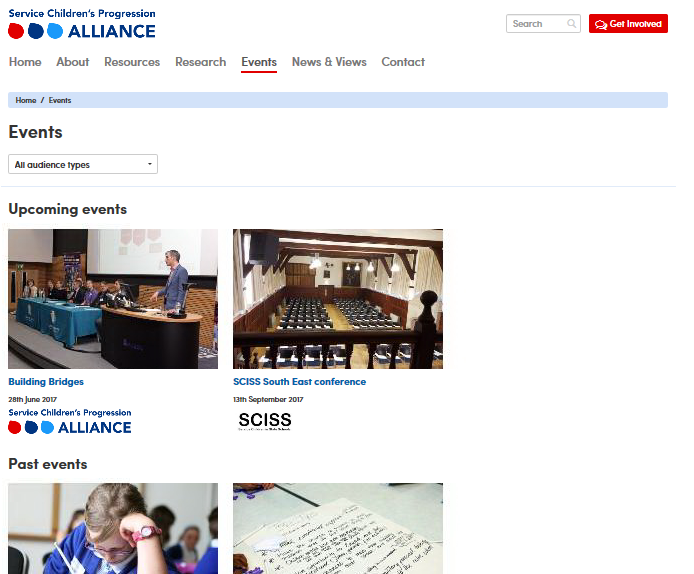 Service Children's Progression
ALLIANCE
Search
Get Involved
Home About Resources Research Events News & Views Contact
Home / Events
Events
All audience types
Upcoming events
Building Bridges
28th June 2017
Service Children's Progression
ALLIANCE
SCISS South East conference
13th September 2017
SCISS
Past events